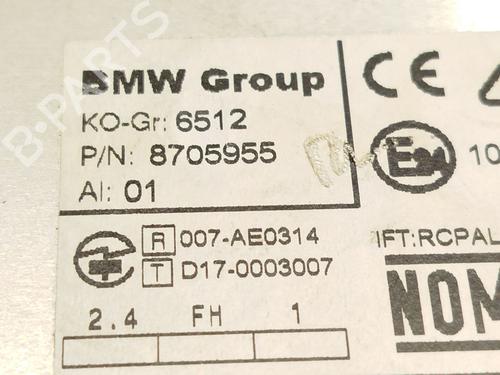 B-PARTS
BMW Group
KO-Gr: 6512
P/N: 8705955
AI: 01
CE
10
R 007-AE0314
T D17-0003007
IFT:RCPAL
2.4 FH 1
NOM